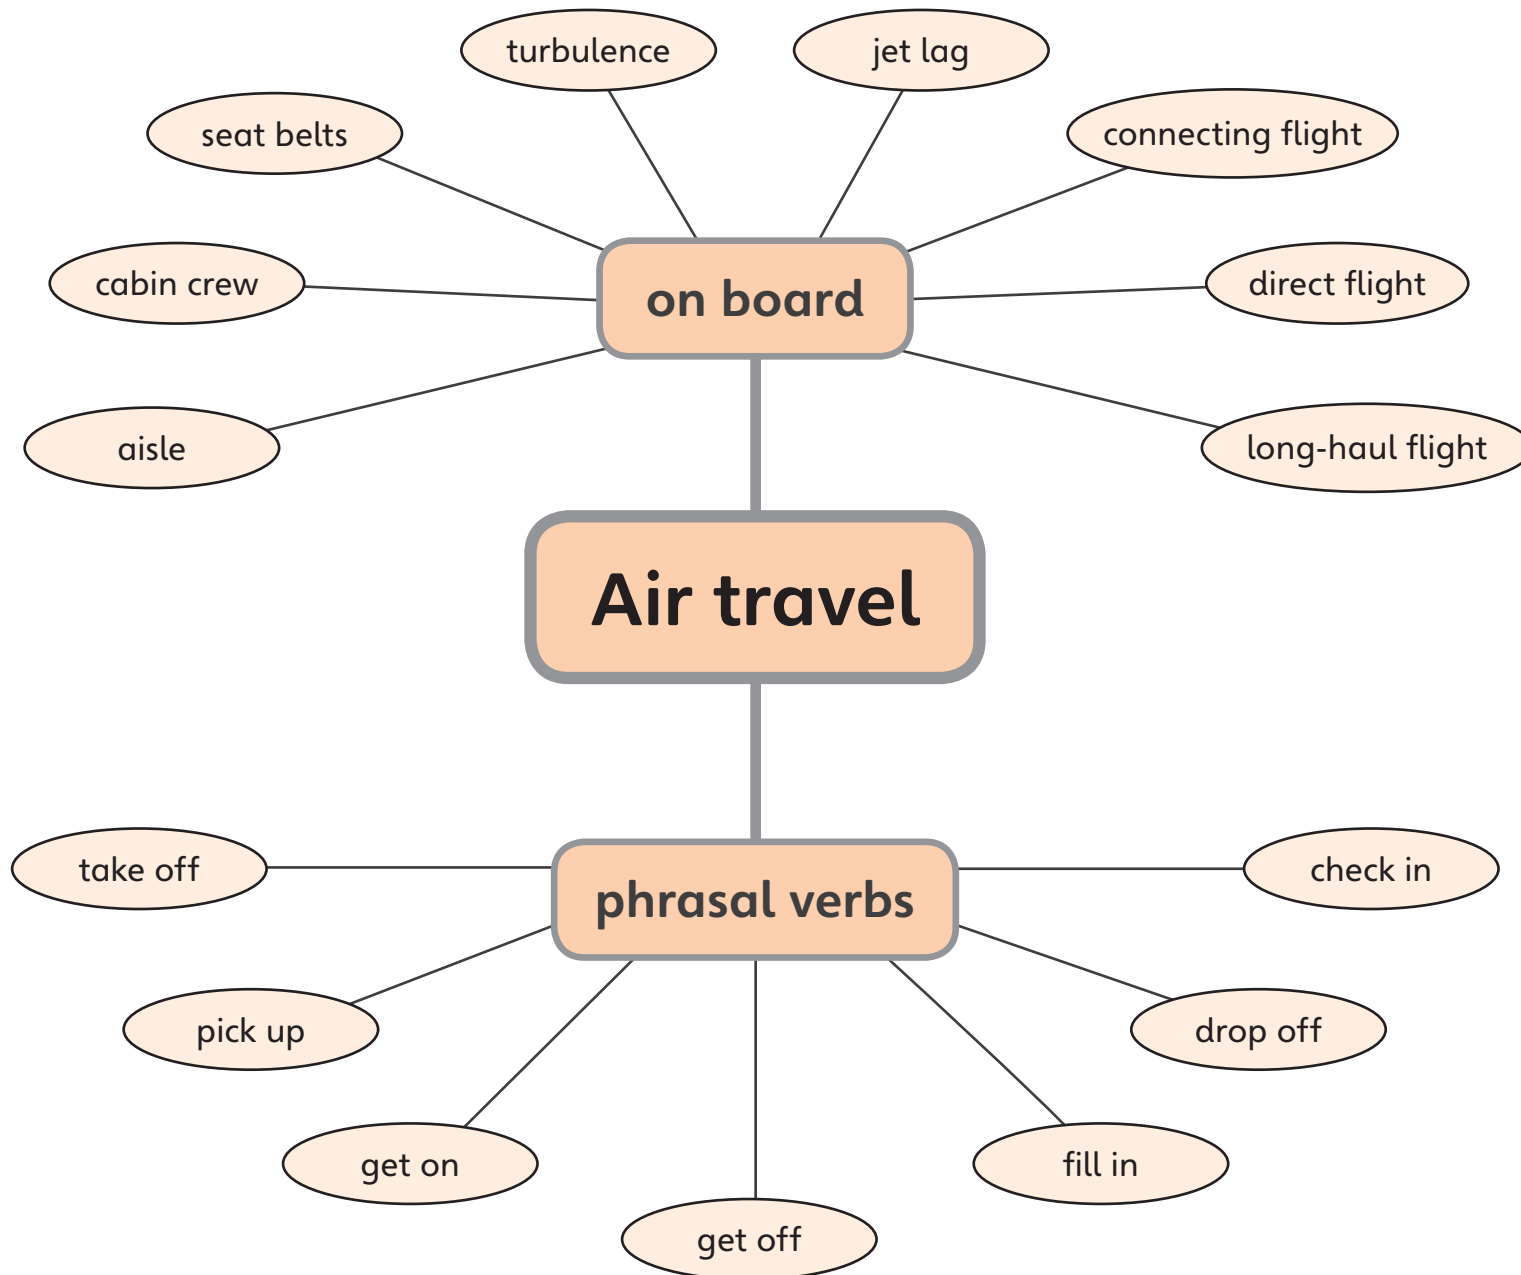 turbulence
jet lag
seat belts
connecting flight
cabin crew
on board
direct flight
aisle
long-haul flight
Air travel
take off
phrasal verbs
check in
pick up
drop off
get on
fill in
get off